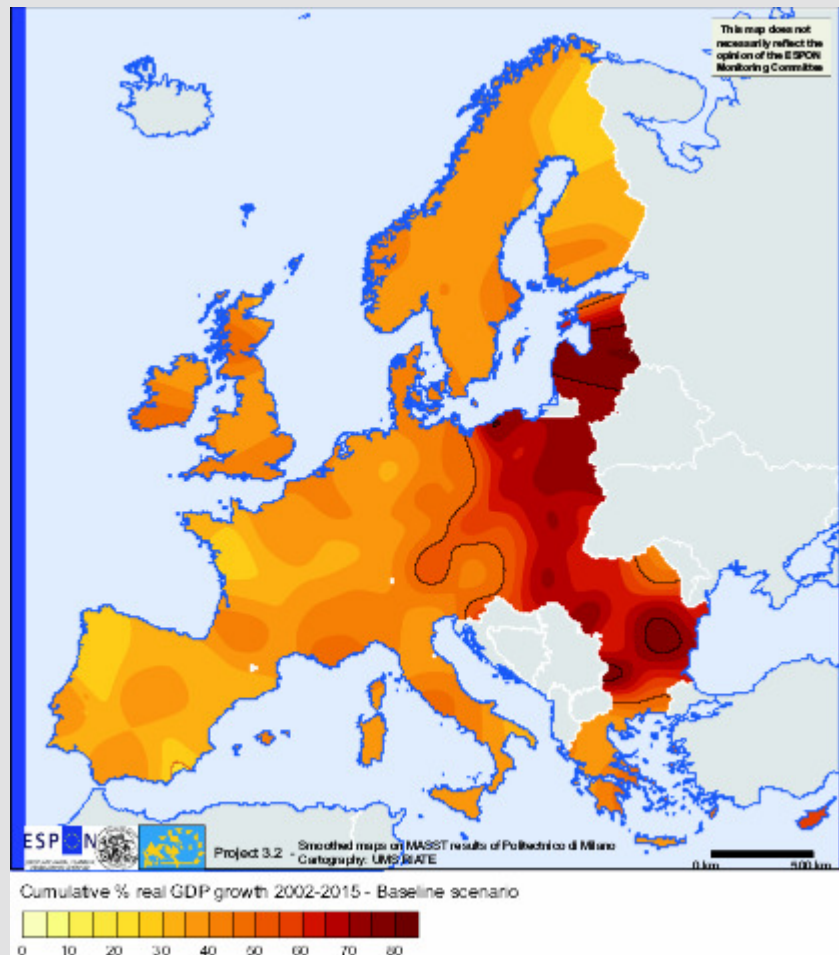 This map does not
necessarily reflect the
opinion of the ESPON
Monitoring Committee
ESPON
Project 3.2 - Smoothed maps on MASST results of Politecnico di Milano
Cartography: UMS RIATE
0 km 500 km
Cumulative % real GDP growth 2002-2015 - Baseline scenario
0 10 20 30 40 50 60 70 80